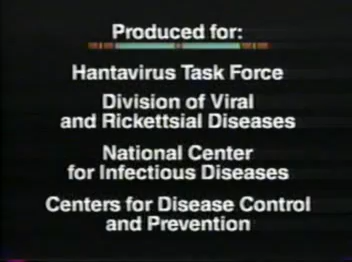 Produced for:
Hantavirus Task Force
Division of Viral
and Rickettsial Diseases
National Center
for Infectious Diseases
Centers for Disease Control
and Prevention